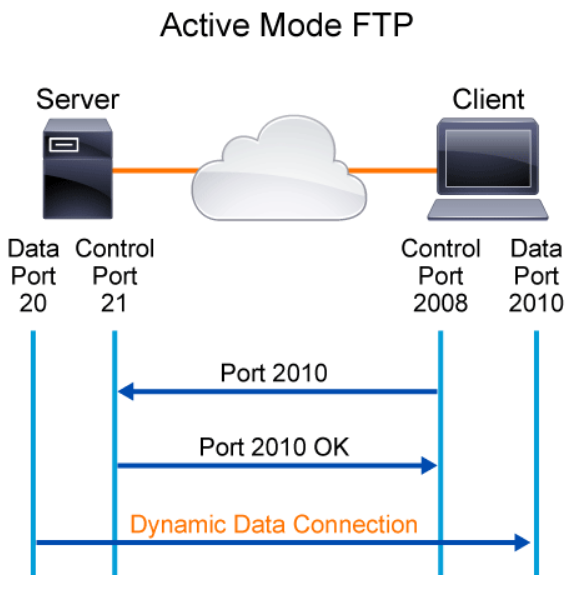 Active Mode FTP
Server
Client
Data Control
Port Port
20 21
Control Data
Port Port
2008 2010
Port 2010
Port 2010 OK
Dynamic Data Connection